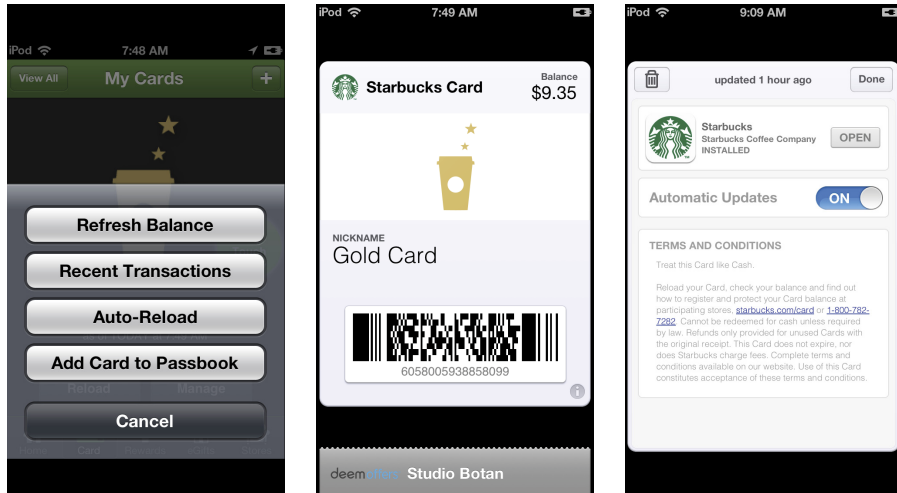 iPod
7:48 AM
View All
My Cards
+
Refresh Balance
Recent Transactions
Auto-Reload
Add Card to Passbook
Reload
Manage
Cancel
Card
iPod
7:49 AM
Starbucks Card
Balance
$9.35
NICKNAME
Gold Card
6058005938858099
i
deem
Studio Botan
iPod
9:09 AM
updated 1 hour ago
Done
Starbucks
Starbucks Coffee Company
INSTALLED
OPEN
Automatic Updates
ON
TERMS AND CONDITIONS
Treat this Card like Cash.
Reload your Card, check your balance and find out
how to register and protect your Card balance at
participating stores, starbucks.com/card or 1-800-782-
7282. Cannot be redeemed for cash unless required
by law. Refunds only provided for unused Cards with
the original receipt. This Card does not expire, nor
does Starbucks charge fees. Complete terms and
conditions available on our website. Use of this Card
constitutes acceptance of these terms and conditions.